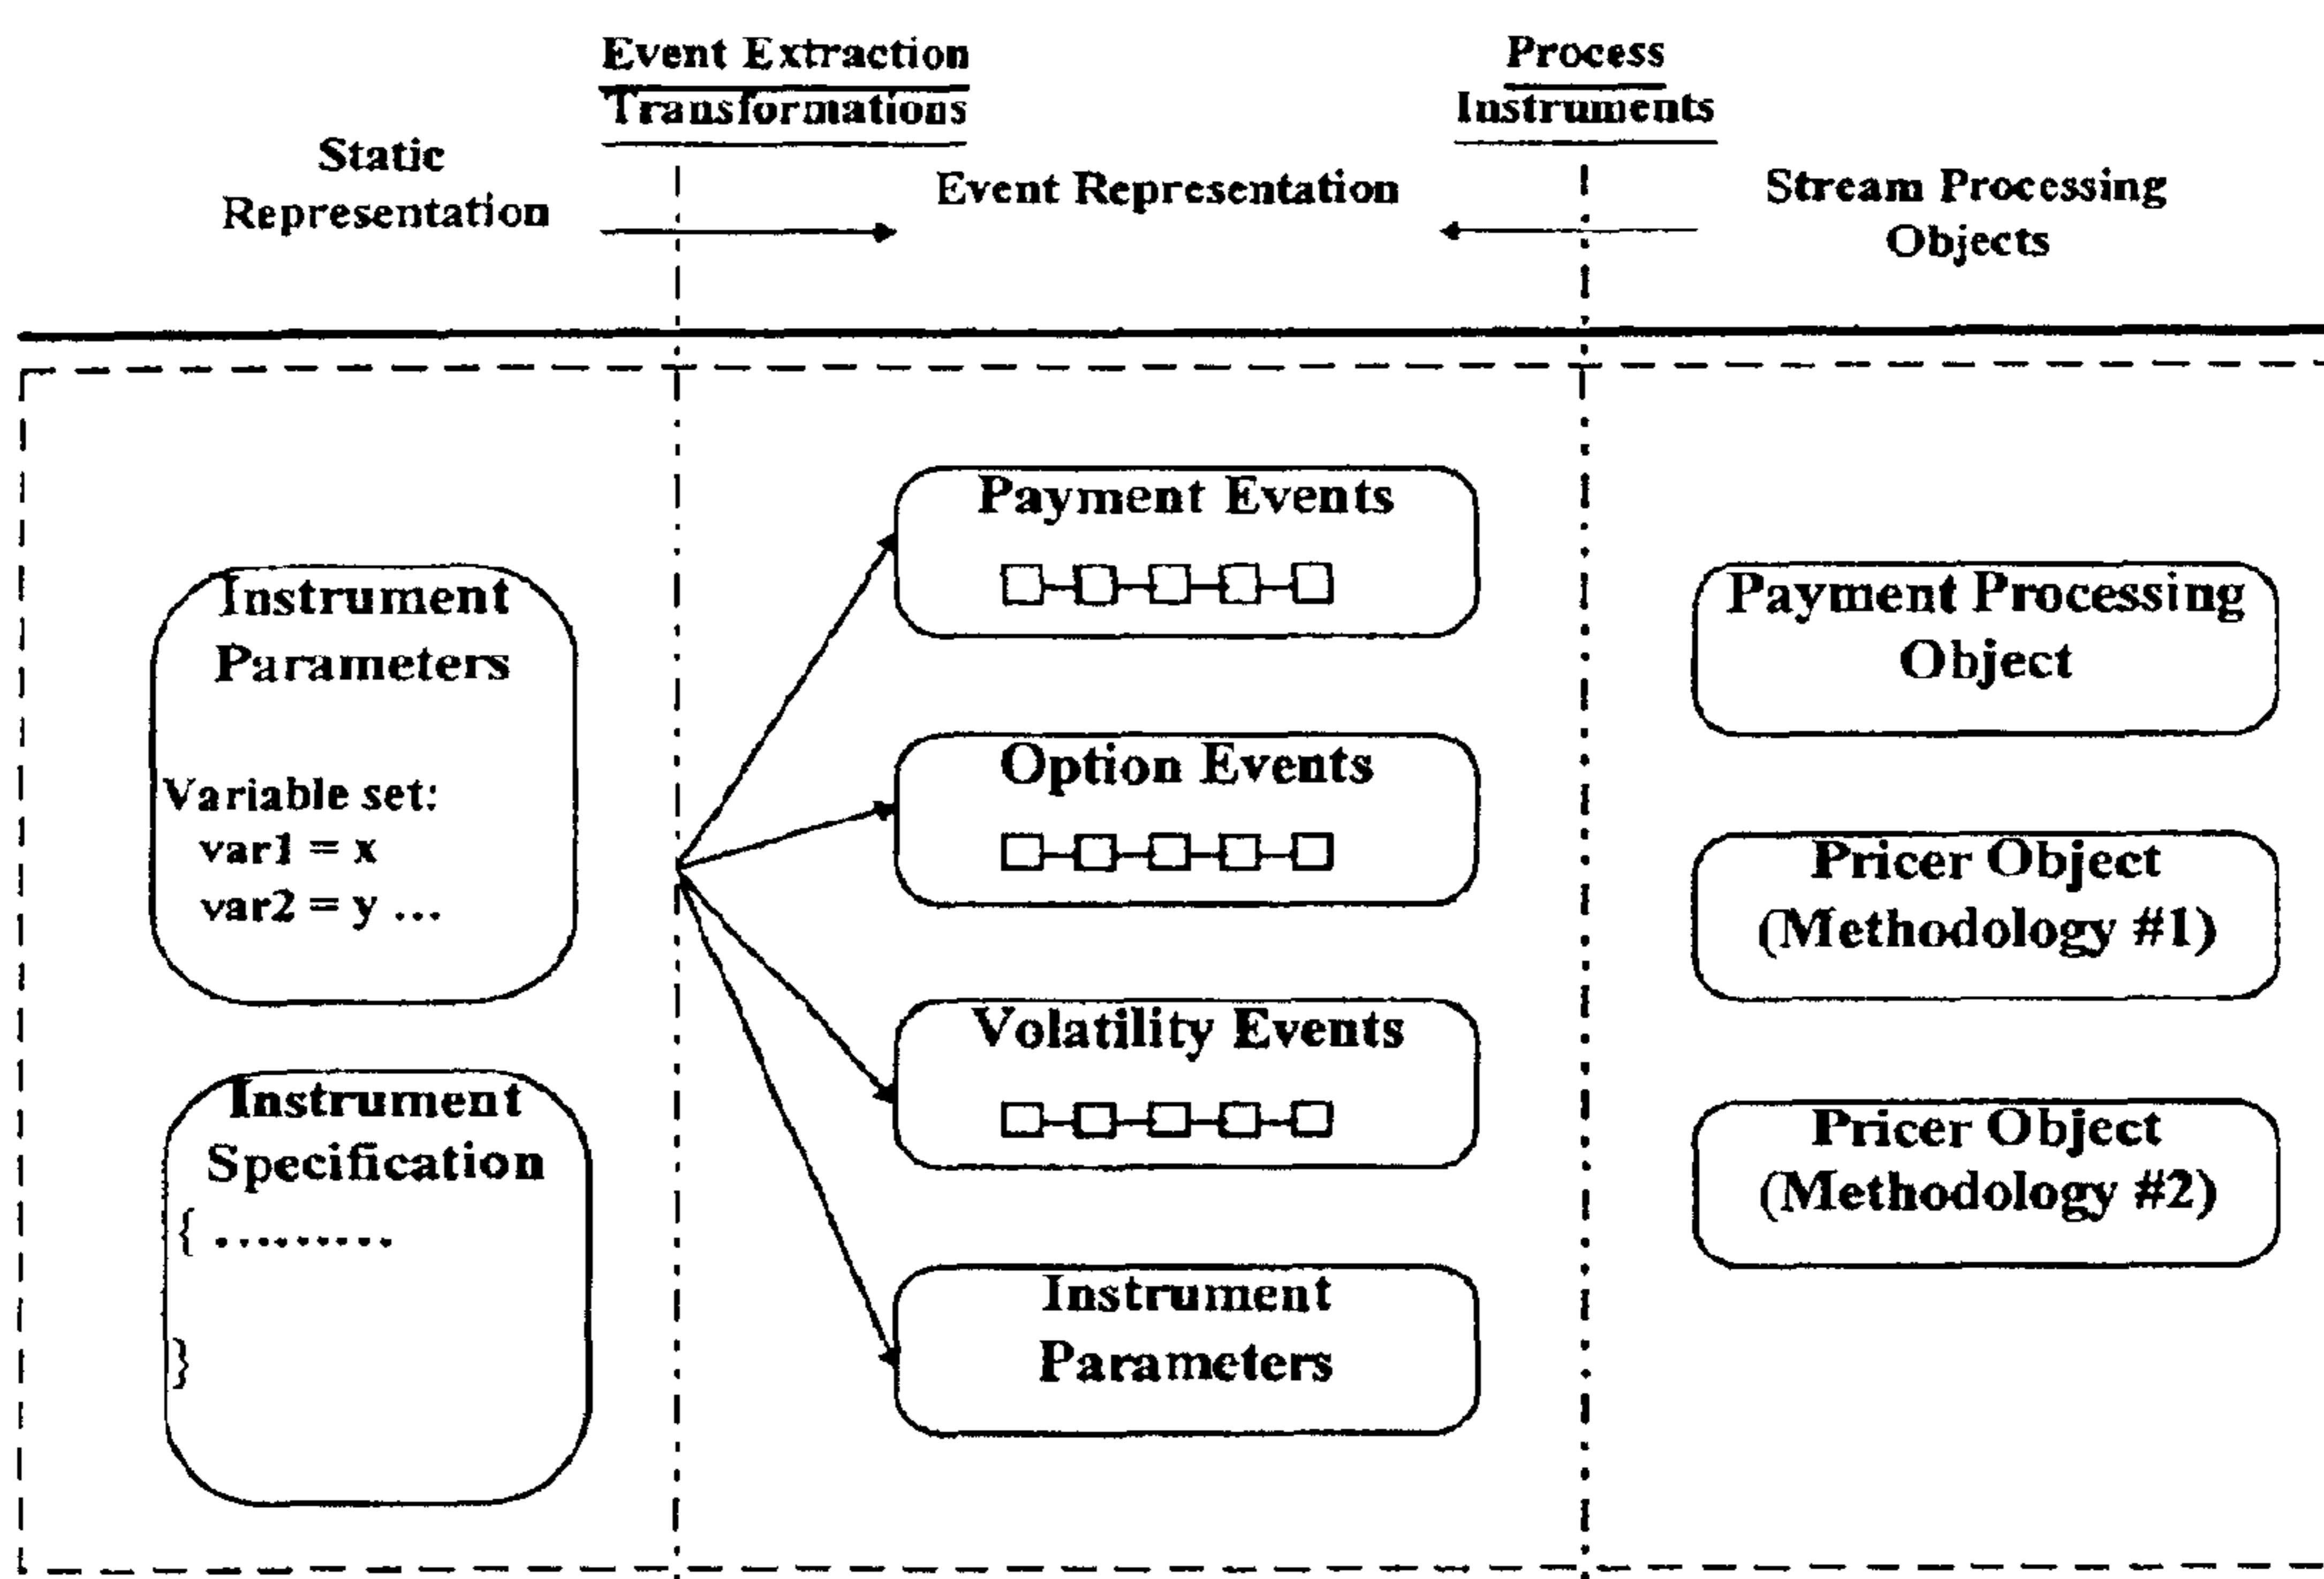 Event Extraction
Transformations
Process
Instruments
Static
Representation
Event Representation
Stream Processing
Objects
Instrument
Parameters
Variable set:
var1 = x
var2 = y ...
Instrument
Specification
{ .........
}
Payment Events
Option Events
Volatility Events
Instrument
Parameters
Payment Processing
Object
Pricer Object
(Methodology #1)
Pricer Object
(Methodology #2)